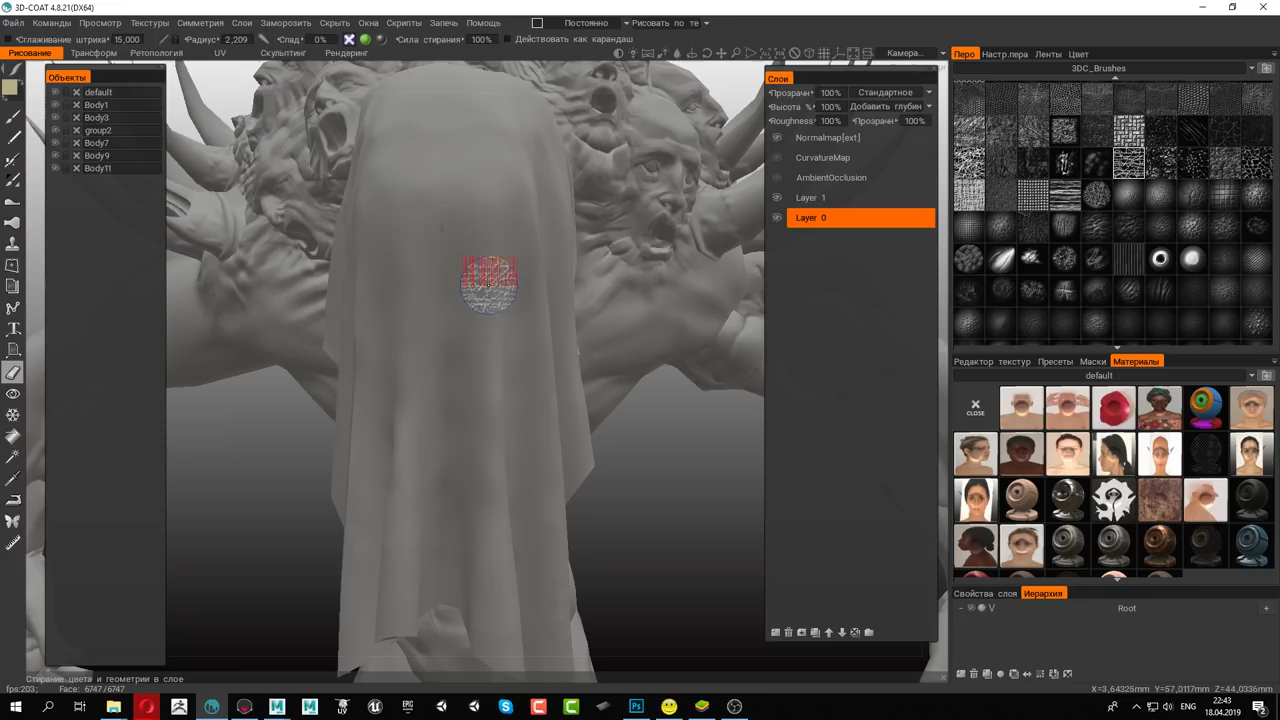 3D-COAT 4.8.21(DX64)
Файл Команды Просмотр Текстуры Симметрия Слои Заморозить Скрыть Окна Скрипты Запечь Помощь Постоянно Рисовать по те
Сглаживание штриха 15,000 Радиус 2,209 Спад 0% Сила стирания 100% Действовать как карандаш
Рисование Трансформ Ретопология UV Скульптинг Рендеринг Камера...
Перо Настр.пера Ленты Цвет
3DC_Brushes
Объекты
default
Body1
Body3
group2
Body7
Body9
Body11
Слои
Прозрачн 100% Стандартное
Высота % 100% Добавить глубин
Roughness 100% Прозрачн 100%
Normalmap[ext]
CurvatureMap
AmbientOcclusion
Layer 1
Layer 0
Редактор текстур Пресеты Маски Материалы
default
CLOSE
Свойства слоя Иерархия
V Root +
Стирание цвета и геометрии в слое
fps:203; Face: 6747/6747
X=3,64325mm Y=57,0117mm Z=44,0336mm
UV
EPIC
Ps
ENG
22:43
18.04.2019